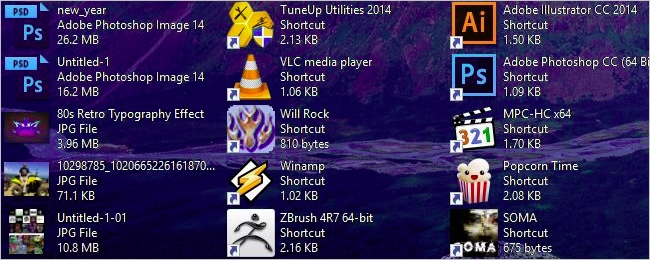 PSD
new_year
Adobe Photoshop Image 14
26.2 MB
PSD
Untitled-1
Adobe Photoshop Image 14
16.2 MB
80s Retro Typography Effect
JPG File
3.96 MB
10298785_1020665226161870...
JPG File
71.1 KB
Untitled-1-01
JPG File
10.8 MB
TuneUp Utilities 2014
Shortcut
2.13 KB
VLC media player
Shortcut
1.06 KB
Will Rock
Shortcut
810 bytes
Winamp
Shortcut
1.02 KB
ZBrush 4R7 64-bit
Shortcut
2.16 KB
Ai
Adobe Illustrator CC 2014
Shortcut
1.50 KB
Ps
Adobe Photoshop CC (64 Bi
Shortcut
1.09 KB
321
MPC-HC x64
Shortcut
1.70 KB
Popcorn Time
Shortcut
2.08 KB
SOMA
SOMA
Shortcut
675 bytes